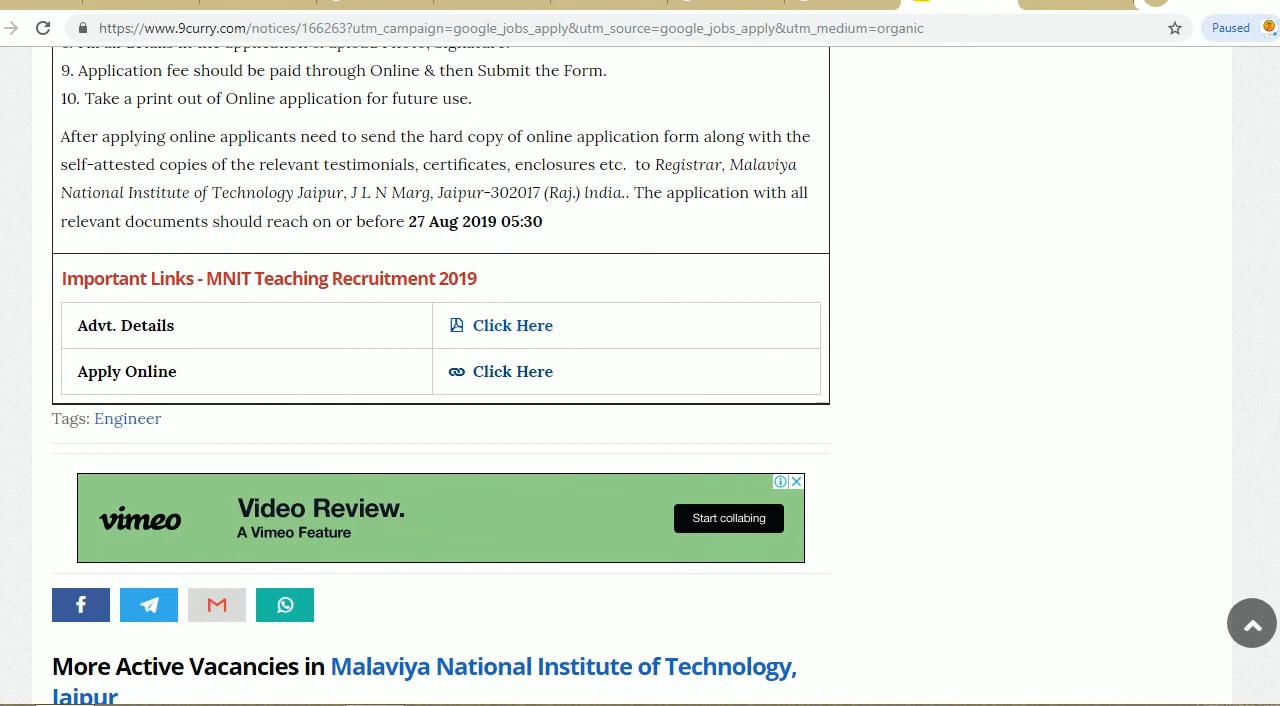 https://www.9curry.com/notices/166263?utm_campaign=google_jobs_apply&utm_source=google_jobs_apply&utm_medium=organic
Paused
9. Application fee should be paid through Online & then Submit the Form.
10. Take a print out of Online application for future use.
After applying online applicants need to send the hard copy of online application form along with the
self-attested copies of the relevant testimonials, certificates, enclosures etc.  to Registrar, Malaviya
National Institute of Technology Jaipur, J L N Marg, Jaipur-302017 (Raj.) India.. The application with all
relevant documents should reach on or before 27 Aug 2019 05:30
Important Links - MNIT Teaching Recruitment 2019
Advt. Details
Click Here
Apply Online
Click Here
Tags: Engineer
vimeo
Video Review.
A Vimeo Feature
Start collabing
More Active Vacancies in Malaviya National Institute of Technology,
Jaipur